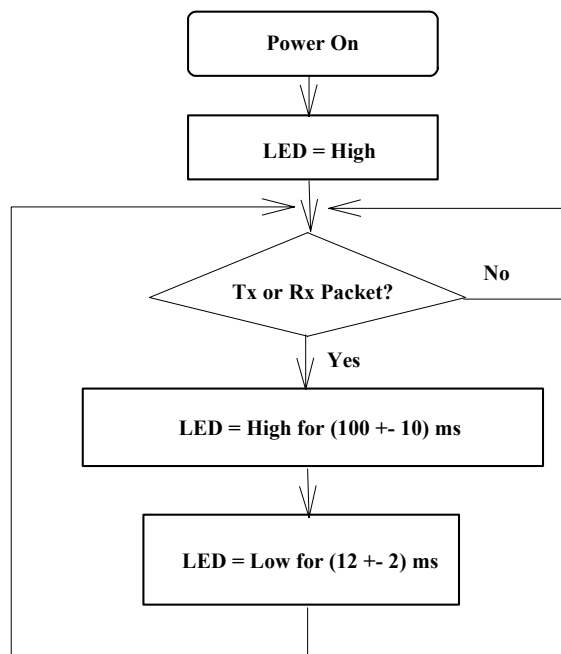 Power On
LED = High
Tx or Rx Packet?
No
Yes
LED = High for (100 +- 10) ms
LED = Low for (12 +- 2) ms